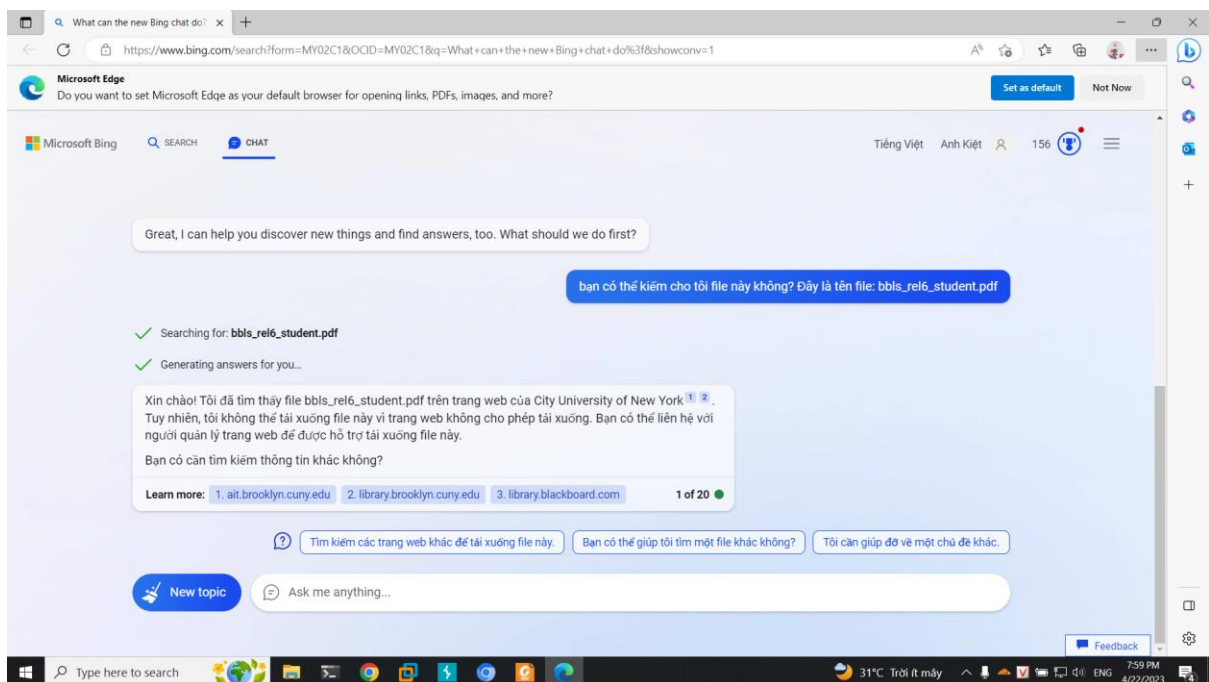 What can the new Bing chat do?
https://www.bing.com/search?form=MY02C1&OCID=MY02C1&q=What+can+the+new+Bing+chat+do%3f&showconv=1
Microsoft Edge
Do you want to set Microsoft Edge as your default browser for opening links, PDFs, images, and more?
Set as default
Not Now
Microsoft Bing
SEARCH
CHAT
Tiếng Việt
Anh Kiệt
156
Great, I can help you discover new things and find answers, too. What should we do first?
bạn có thể kiếm cho tôi file này không? Đây là tên file: bbls_rel6_student.pdf
Searching for: bbls_rel6_student.pdf
Generating answers for you...
Xin chào! Tôi đã tìm thấy file bbls_rel6_student.pdf trên trang web của City University of New York 1 2 .
Tuy nhiên, tôi không thể tải xuống file này vì trang web không cho phép tải xuống. Bạn có thể liên hệ với
người quản lý trang web để được hỗ trợ tải xuống file này.
Bạn có cần tìm kiếm thông tin khác không?
Learn more: 1. ait.brooklyn.cuny.edu 2. library.brooklyn.cuny.edu 3. library.blackboard.com 1 of 20
Tìm kiếm các trang web khác để tải xuống file này.
Bạn có thể giúp tôi tìm một file khác không?
Tôi cần giúp đỡ về một chủ đề khác.
New topic
Ask me anything...
Feedback
Type here to search
31°C Trời ít mây
ENG
7:59 PM
4/22/2023